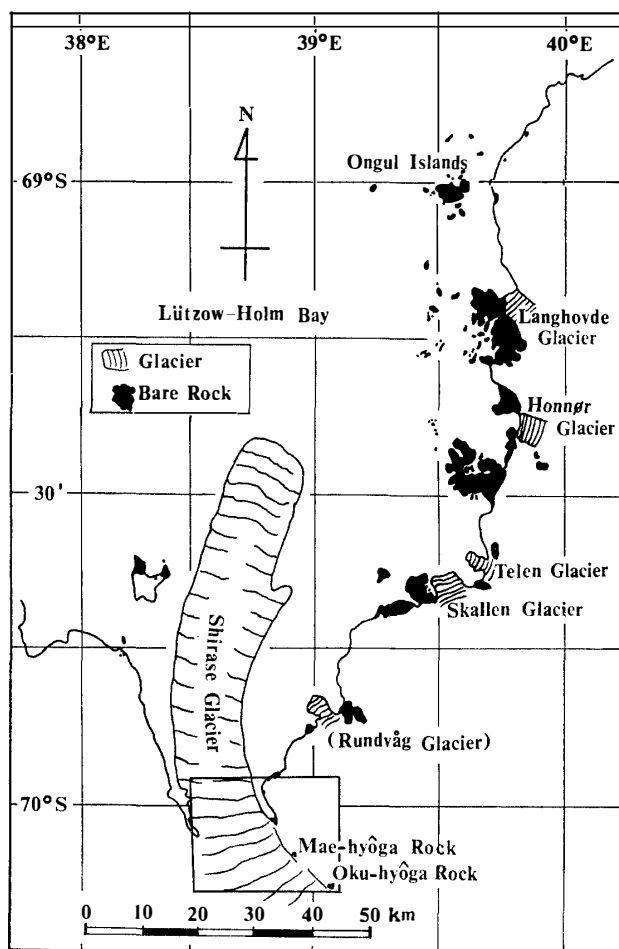 38°E 39°E 40°E
N
Ongul Islands
69°S
Lützow-Holm Bay
Langhovde
Glacier
Glacier
Bare Rock
Honnør
Glacier
30'
Telen Glacier
Skallen Glacier
Shirase Glacier
(Rundvåg Glacier)
70°S
Mae-hyôga Rock
Oku-hyôga Rock
0 10 20 30 40 50 km